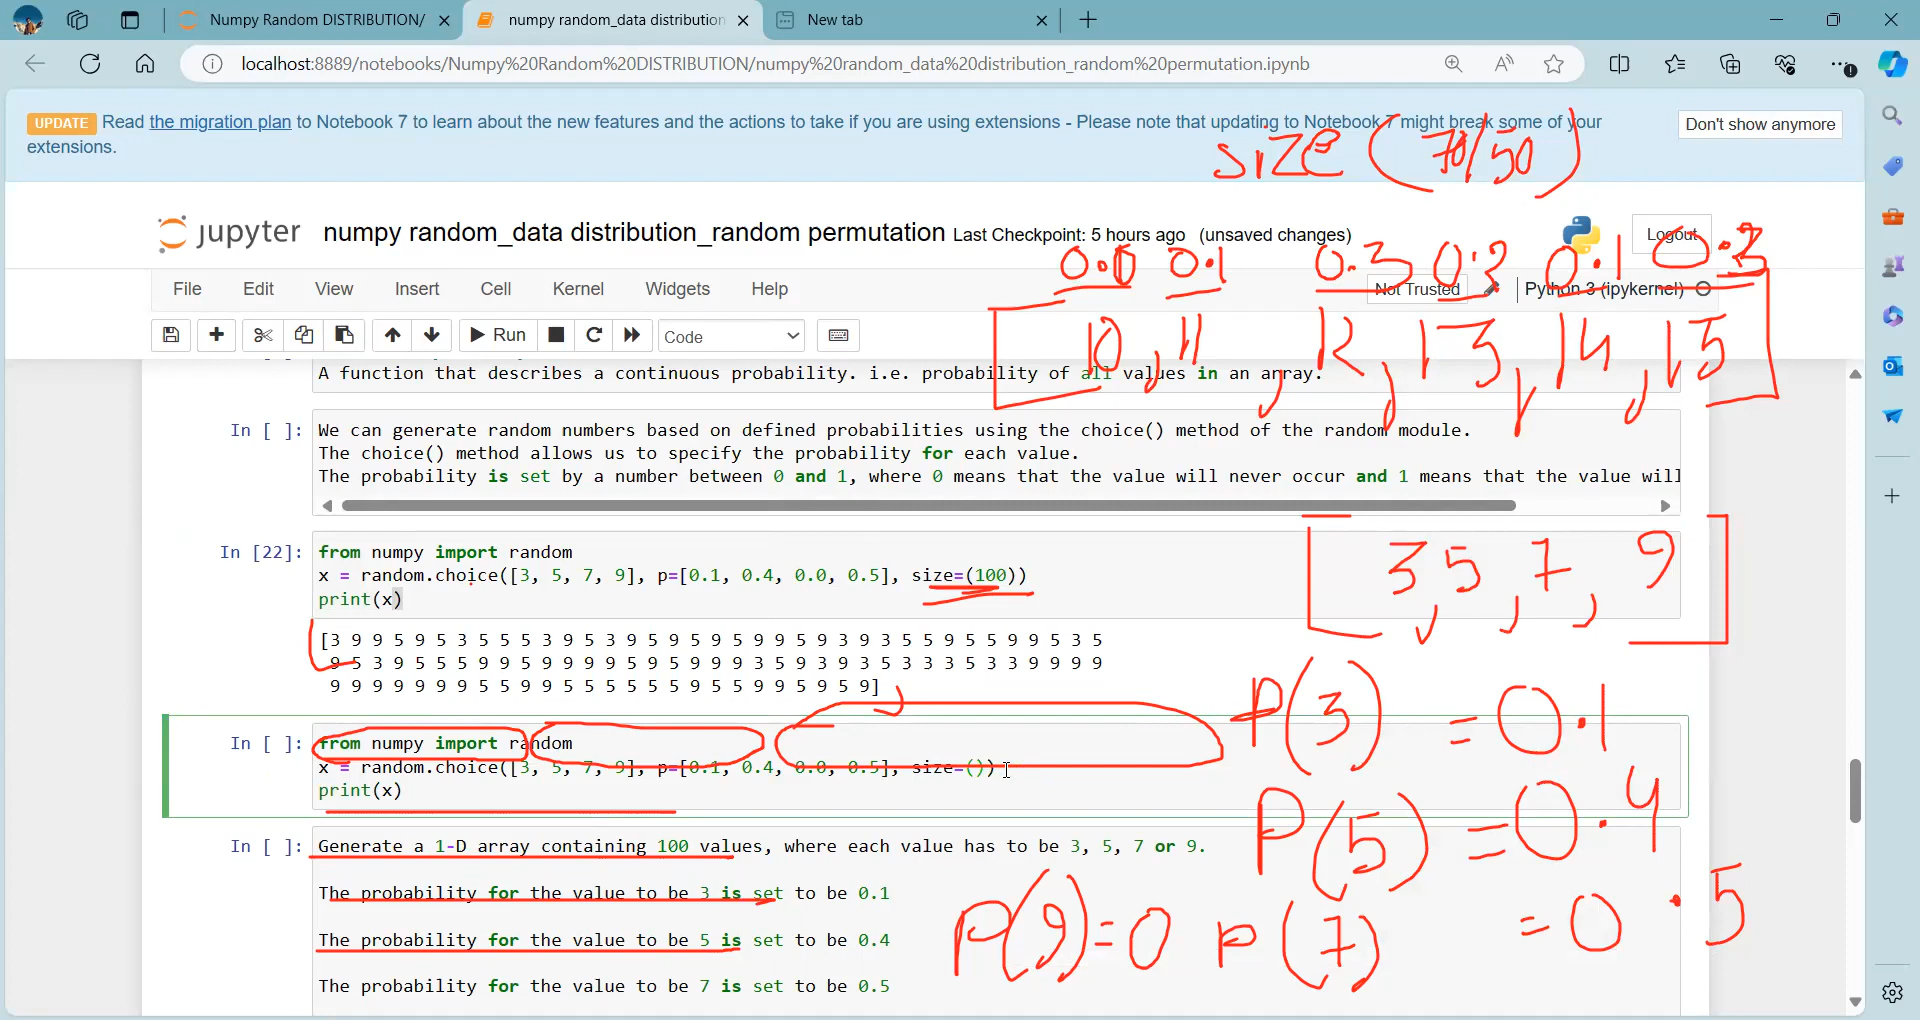 Numpy Random DISTRIBUTION/
numpy random_data distribution
New tab
localhost:8889/notebooks/Numpy%20Random%20DISTRIBUTION/numpy%20random_data%20distribution_random%20permutation.ipynb
UPDATE Read the migration plan to Notebook 7 to learn about the new features and the actions to take if you are using extensions - Please note that updating to Notebook 7 might break some of your
extensions.
Don't show anymore
SIZE (70/50)
jupyter numpy random_data distribution_random permutation Last Checkpoint: 5 hours ago (unsaved changes)
Logout
0.0 0.1 0.3 0.3 0.1 0.2
File Edit View Insert Cell Kernel Widgets Help
Not Trusted
Python 3 (ipykernel)
Run
Code
[10, 11, 12, 13, 14, 15]
A function that describes a continuous probability. i.e. probability of all values in an array.
In [ ]: We can generate random numbers based on defined probabilities using the choice() method of the random module.
The choice() method allows us to specify the probability for each value.
The probability is set by a number between 0 and 1, where 0 means that the value will never occur and 1 means that the value will
In [22]: from numpy import random
x = random.choice([3, 5, 7, 9], p=[0.1, 0.4, 0.0, 0.5], size=(100))
print(x)
[3, 5, 7, 9]
[3 9 9 5 9 5 3 5 5 5 3 9 5 3 9 5 9 5 9 5 9 9 5 9 3 9 3 5 5 9 5 5 9 9 5 3 5
9 5 3 9 5 5 5 9 9 5 9 9 9 9 5 9 5 9 9 9 3 5 9 3 9 3 5 3 3 3 5 3 3 9 9 9 9
9 9 9 9 9 9 9 5 5 9 9 5 5 5 5 5 5 9 5 5 9 9 5 9 5 9]
P(3) = 0.1
In [ ]: from numpy import random
x = random.choice([3, 5, 7, 9], p=[0.1, 0.4, 0.0, 0.5], size=())
print(x)
P(5) = 0.4
In [ ]: Generate a 1-D array containing 100 values, where each value has to be 3, 5, 7 or 9.
The probability for the value to be 3 is set to be 0.1
The probability for the value to be 5 is set to be 0.4
P(9) = 0 P(7) = 0.5
The probability for the value to be 7 is set to be 0.5